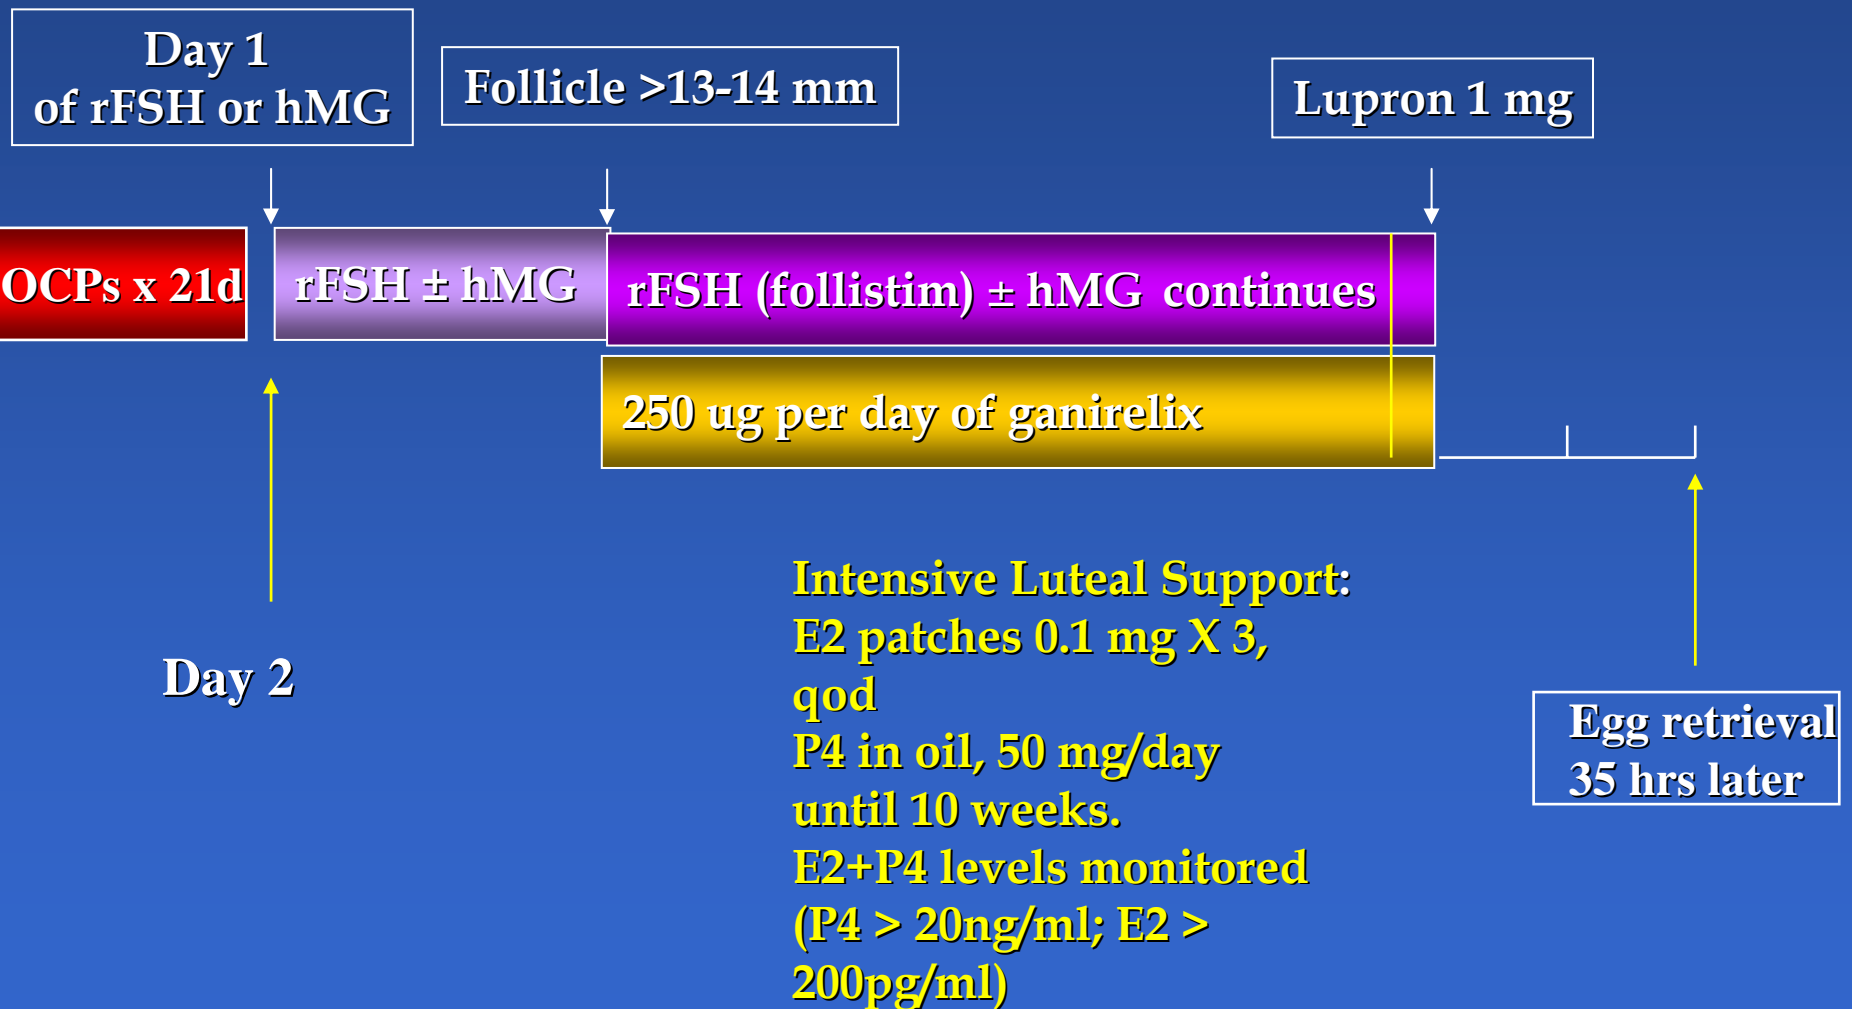 Day 1
of rFSH or hMG
Follicle >13-14 mm
Lupron 1 mg
OCPs x 21d
rFSH ± hMG
rFSH (follistim) ± hMG continues
250 ug per day of ganirelix
Day 2
Intensive Luteal Support:
E2 patches 0.1 mg X 3,
qod
P4 in oil, 50 mg/day
until 10 weeks.
E2+P4 levels monitored
(P4 > 20ng/ml; E2 >
200pg/ml)
Egg retrieval
35 hrs later